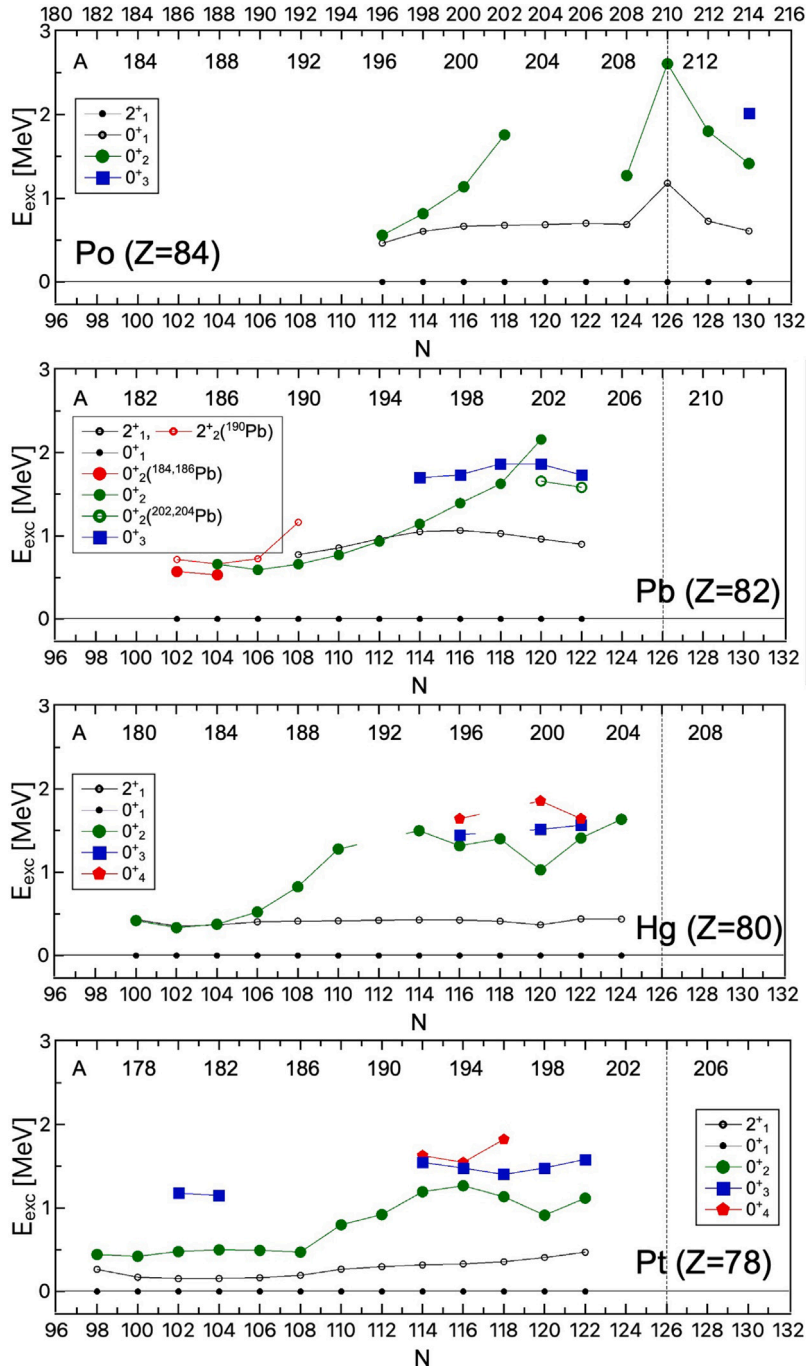 180 182 184 186 188 190 192 194 196 198 200 202 204 206 208 210 212 214 216
3
A 184 188 192 196 200 204 208 212
2⁺₁
0⁺₁
0⁺₂
0⁺₃
2
1
0
E_exc [MeV]
Po (Z=84)
96 98 100 102 104 106 108 110 112 114 116 118 120 122 124 126 128 130 132
N
3
A 182 186 190 194 198 202 206 210
2⁺₁, 2⁺₂(¹⁹⁰Pb)
0⁺₁
0⁺₂(¹⁸⁴,¹⁸⁶Pb)
0⁺₂
0⁺₂(²⁰²,²⁰⁴Pb)
0⁺₃
2
1
0
E_exc [MeV]
Pb (Z=82)
96 98 100 102 104 106 108 110 112 114 116 118 120 122 124 126 128 130 132
N
3
A 180 184 188 192 196 200 204 208
2⁺₁
0⁺₁
0⁺₂
0⁺₃
0⁺₄
2
1
0
E_exc [MeV]
Hg (Z=80)
96 98 100 102 104 106 108 110 112 114 116 118 120 122 124 126 128 130 132
N
3
A 178 182 186 190 194 198 202 206
2⁺₁
0⁺₁
0⁺₂
0⁺₃
0⁺₄
2
1
0
E_exc [MeV]
Pt (Z=78)
96 98 100 102 104 106 108 110 112 114 116 118 120 122 124 126 128 130 132
N